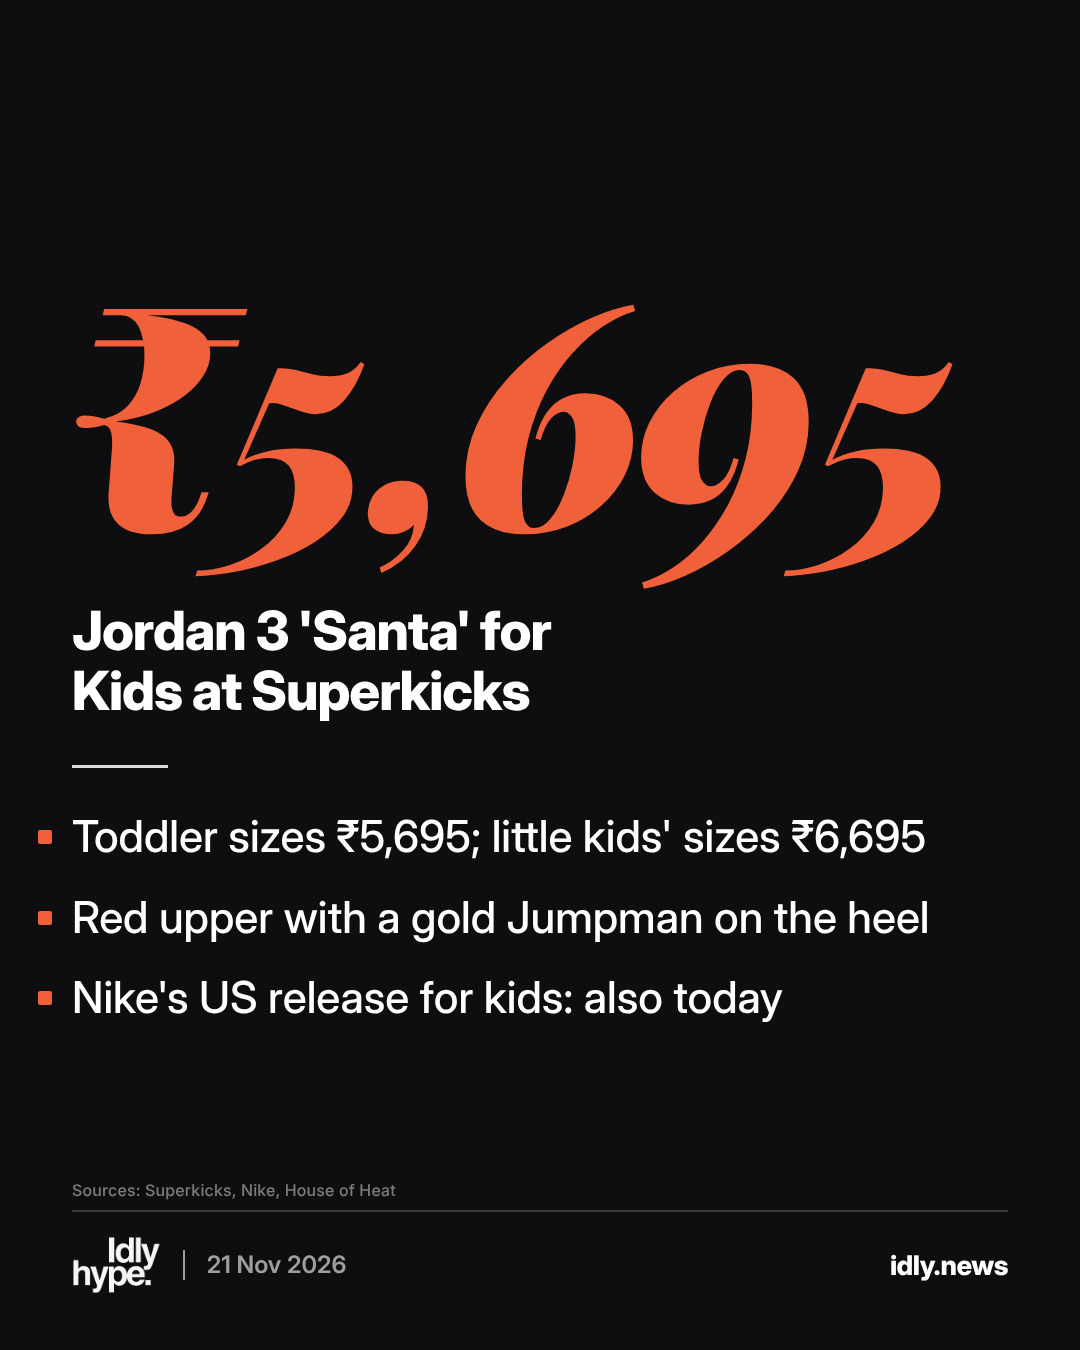 ₹5,695
Jordan 3 'Santa' for
Kids at Superkicks
Toddler sizes ₹5,695; little kids' sizes ₹6,695
Red upper with a gold Jumpman on the heel
Nike's US release for kids: also today
Sources: Superkicks, Nike, House of Heat
Idly
hype.
21 Nov 2026
idly.news